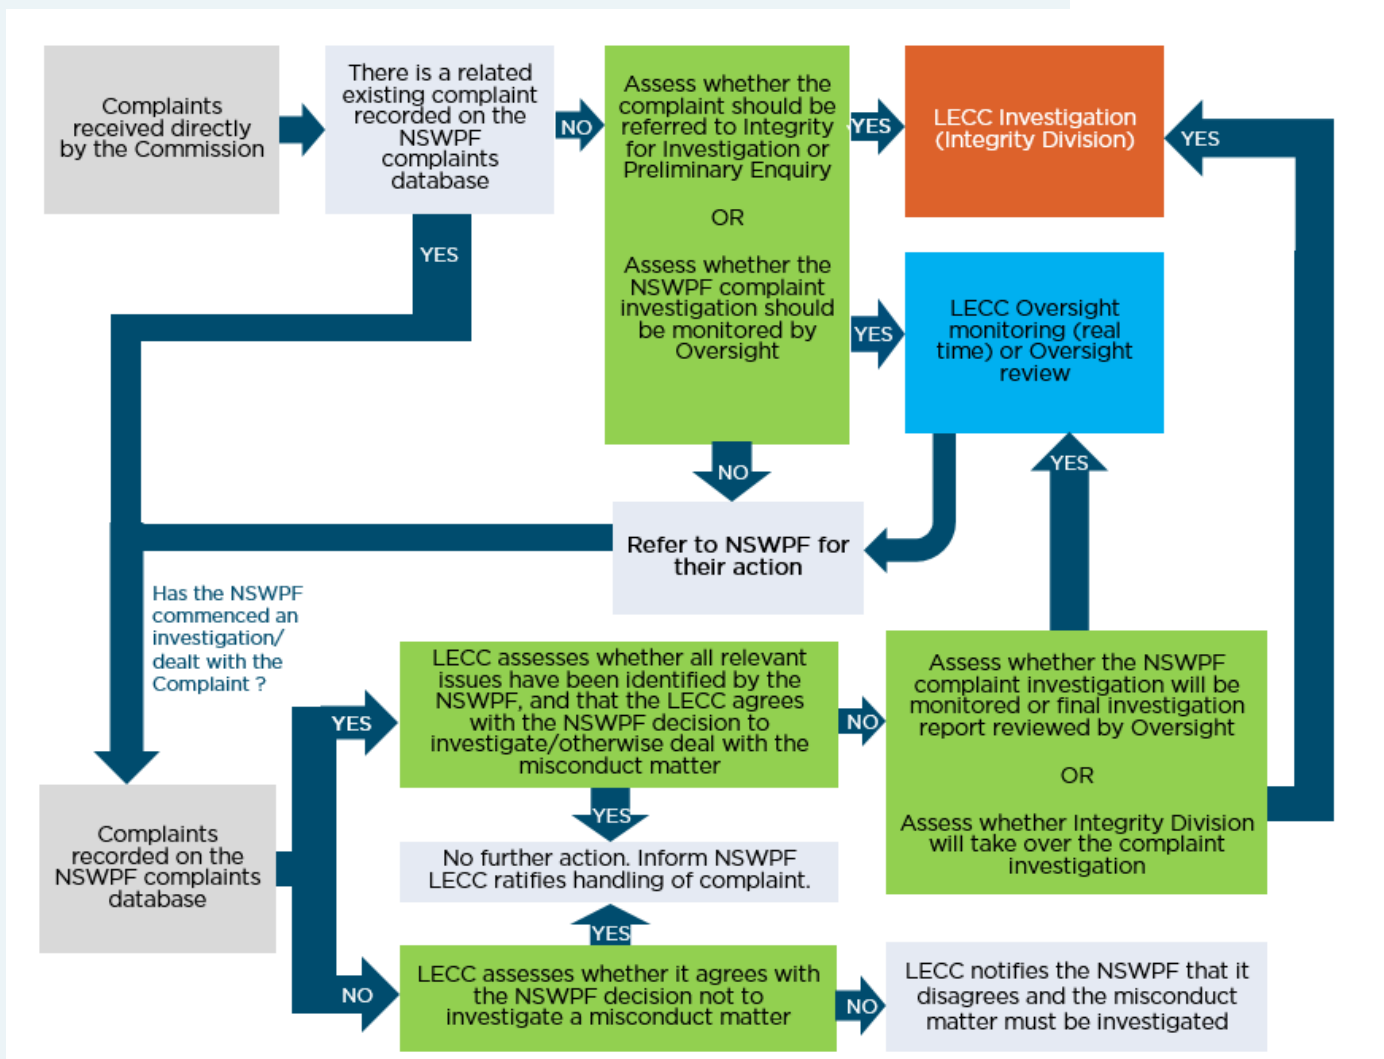 Complaints
received directly
by the Commission
There is a related
existing complaint
recorded on the
NSWPF
complaints
database
NO
Assess whether the
complaint should be
referred to Integrity
for Investigation or
Preliminary Enquiry
OR
Assess whether the
NSWPF complaint
investigation should
be monitored by
Oversight
YES
LECC Investigation
(Integrity Division)
YES
YES
YES
LECC Oversight
monitoring (real
time) or Oversight
review
NO
YES
Refer to NSWPF for
their action
Has the NSWPF
commenced an
investigation/
dealt with the
Complaint ?
Complaints
recorded on the
NSWPF complaints
database
YES
LECC assesses whether all relevant
issues have been identified by the
NSWPF, and that the LECC agrees
with the NSWPF decision to
investigate/otherwise deal with the
misconduct matter
NO
Assess whether the NSWPF
complaint investigation will be
monitored or final investigation
report reviewed by Oversight
OR
Assess whether Integrity Division
will take over the complaint
investigation
YES
No further action. Inform NSWPF
LECC ratifies handling of complaint.
YES
NO
LECC assesses whether it agrees with
the NSWPF decision not to
investigate a misconduct matter
NO
LECC notifies the NSWPF that it
disagrees and the misconduct
matter must be investigated